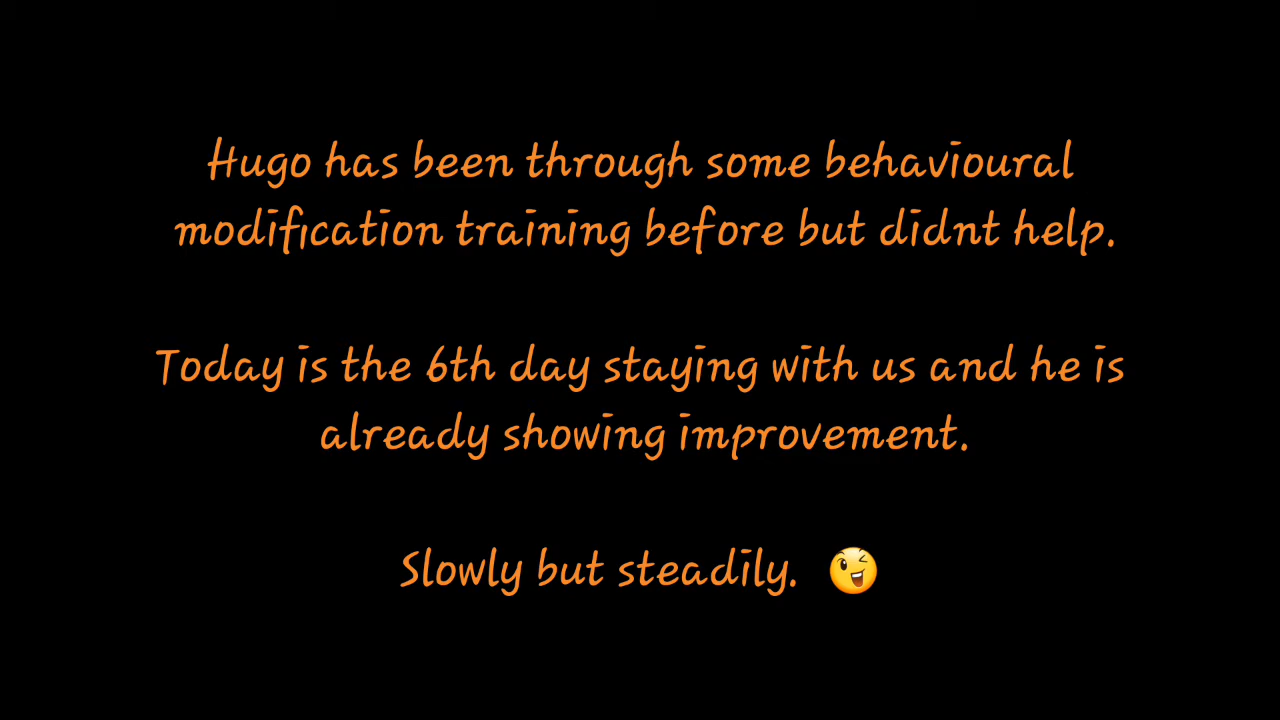 Hugo has been through some behavioural
modification training before but didnt help.
Today is the 6th day staying with us and he is
already showing improvement.
Slowly but steadily. 😉